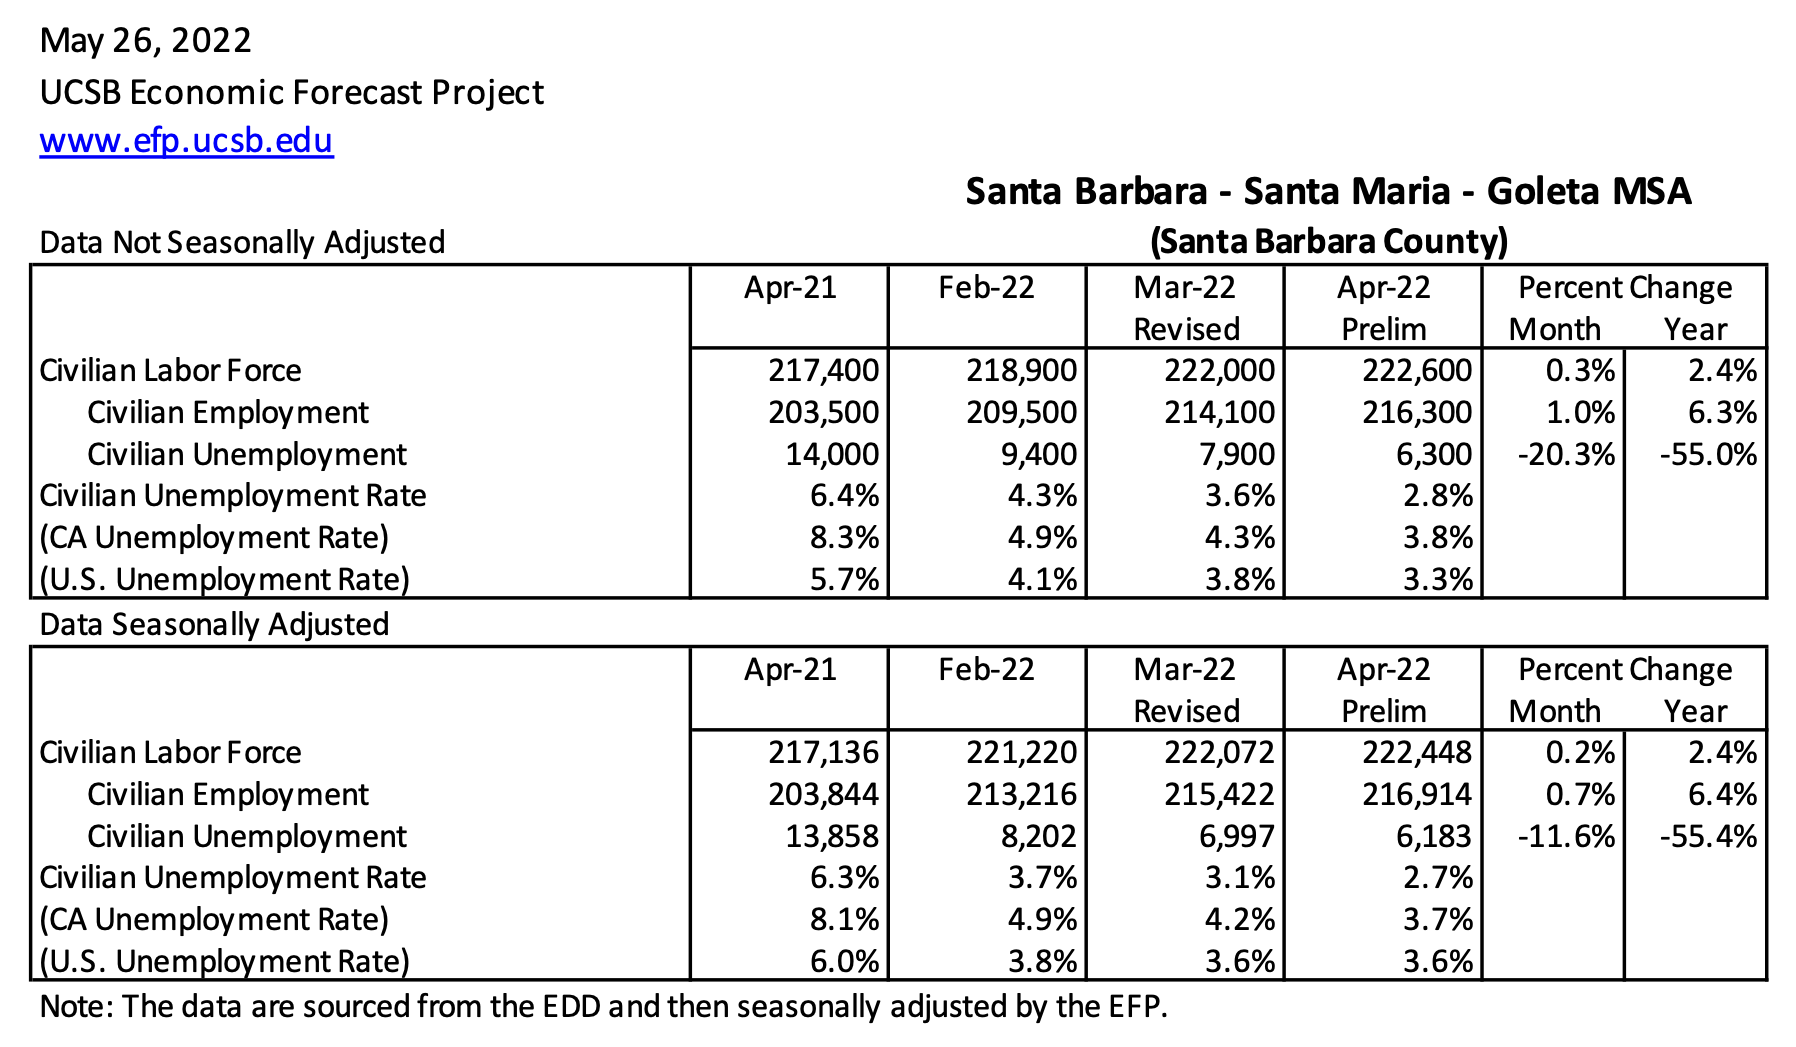 May 26, 2022
UCSB Economic Forecast Project
www.efp.ucsb.edu
Santa Barbara - Santa Maria - Goleta MSA
Data Not Seasonally Adjusted (Santa Barbara County)
Apr-21 Feb-22 Mar-22 Apr-22 Percent Change
Revised Prelim Month Year
Civilian Labor Force 217,400 218,900 222,000 222,600 0.3% 2.4%
Civilian Employment 203,500 209,500 214,100 216,300 1.0% 6.3%
Civilian Unemployment 14,000 9,400 7,900 6,300 -20.3% -55.0%
Civilian Unemployment Rate 6.4% 4.3% 3.6% 2.8%
(CA Unemployment Rate) 8.3% 4.9% 4.3% 3.8%
(U.S. Unemployment Rate) 5.7% 4.1% 3.8% 3.3%
Data Seasonally Adjusted
Apr-21 Feb-22 Mar-22 Apr-22 Percent Change
Revised Prelim Month Year
Civilian Labor Force 217,136 221,220 222,072 222,448 0.2% 2.4%
Civilian Employment 203,844 213,216 215,422 216,914 0.7% 6.4%
Civilian Unemployment 13,858 8,202 6,997 6,183 -11.6% -55.4%
Civilian Unemployment Rate 6.3% 3.7% 3.1% 2.7%
(CA Unemployment Rate) 8.1% 4.9% 4.2% 3.7%
(U.S. Unemployment Rate) 6.0% 3.8% 3.6% 3.6%
Note: The data are sourced from the EDD and then seasonally adjusted by the EFP.